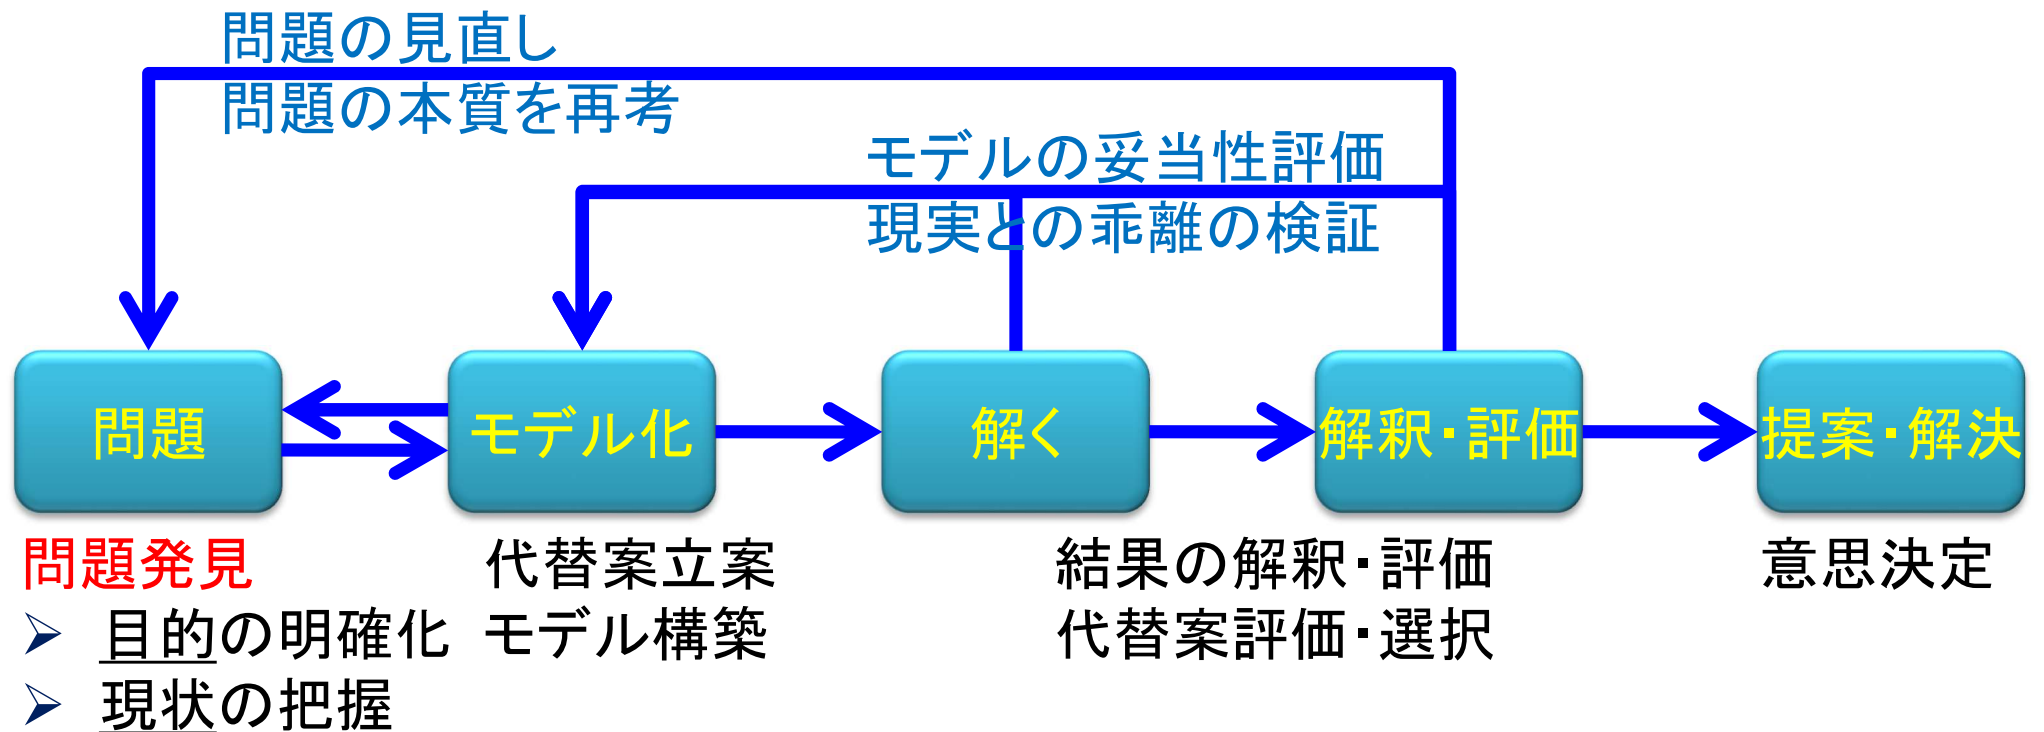 問題の見直し
問題の本質を再考
モデルの妥当性評価
現実との乖離の検証
問題
モデル化
解く
解釈・評価
提案・解決
問題発見
➢ 目的の明確化
➢ 現状の把握
代替案立案
モデル構築
結果の解釈・評価
代替案評価・選択
意思決定